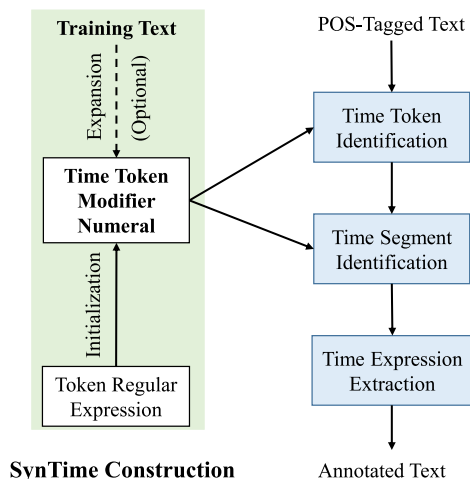 Training Text
Expansion
(Optional)
Time Token
Modifier
Numeral
Initialization
Token Regular
Expression
SynTime Construction
POS-Tagged Text
Time Token
Identification
Time Segment
Identification
Time Expression
Extraction
Annotated Text